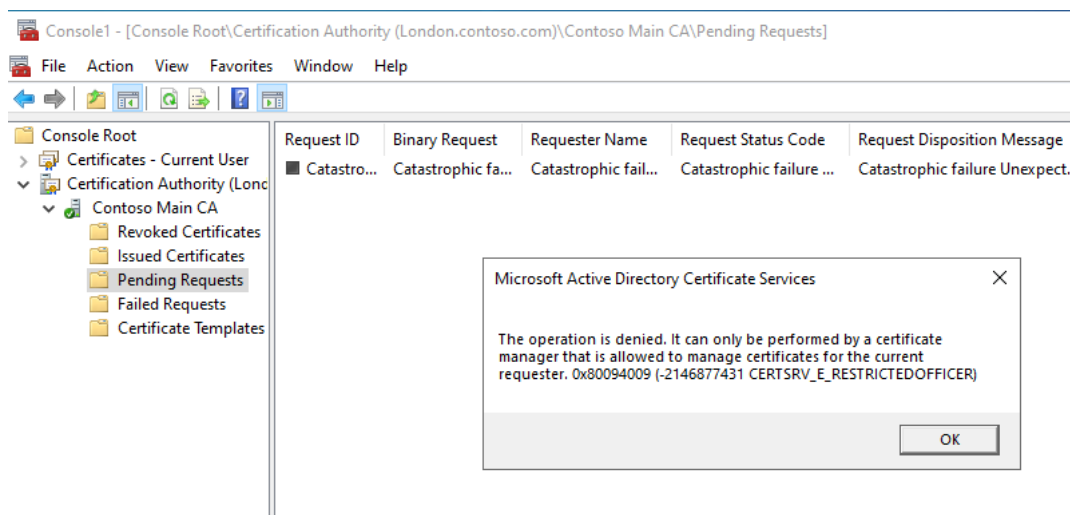 Console1 - [Console Root\Certification Authority (London.contoso.com)\Contoso Main CA\Pending Requests]
File Action View Favorites Window Help
Console Root
Certificates - Current User
Certification Authority (Lonc
Contoso Main CA
Revoked Certificates
Issued Certificates
Pending Requests
Failed Requests
Certificate Templates
Request ID Binary Request Requester Name Request Status Code Request Disposition Message
Catastro... Catastrophic fa... Catastrophic fail... Catastrophic failure ... Catastrophic failure Unexpect.
Microsoft Active Directory Certificate Services
The operation is denied. It can only be performed by a certificate
manager that is allowed to manage certificates for the current
requester. 0x80094009 (-2146877431 CERTSRV_E_RESTRICTEDOFFICER)
OK